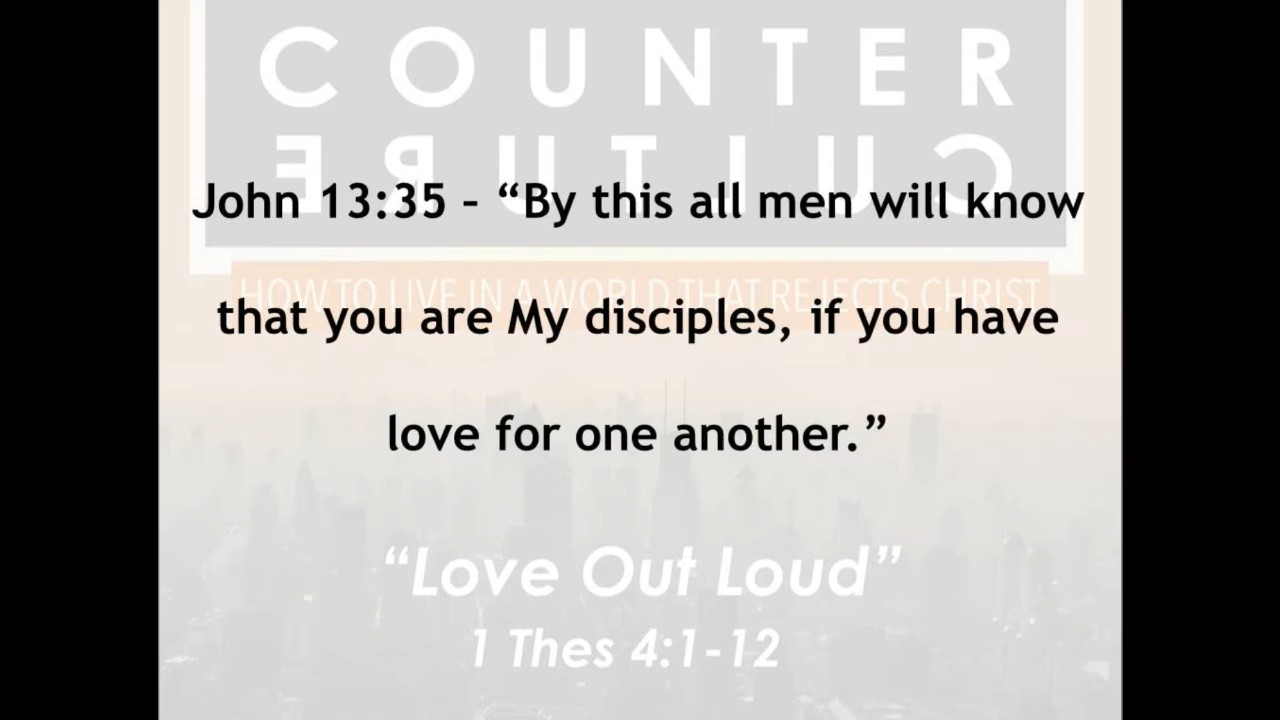 COUNTER
CULTURE
John 13:35 – “By this all men will know
HOW TO LIVE IN A WORLD THAT REJECTS CHRIST
that you are My disciples, if you have
love for one another.”
“Love Out Loud”
1 Thes 4:1-12